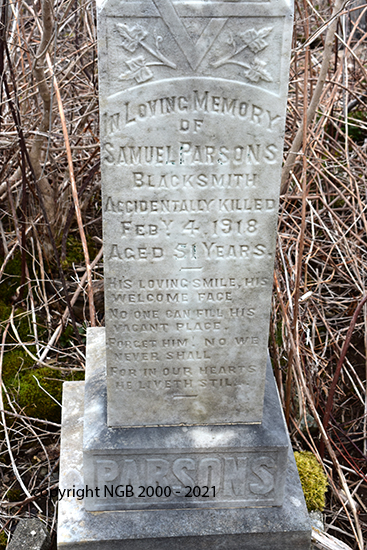 In Loving Memory
OF
Samuel Parsons
Blacksmith
Accidentally Killed
Feby 4, 1918
Aged 51 Years.
His loving smile, his
welcome face
No one can fill his
vacant place.
Forget him, no we
never shall
For in our hearts
he liveth still.
PARSONS
copyright NGB 2000 - 2021